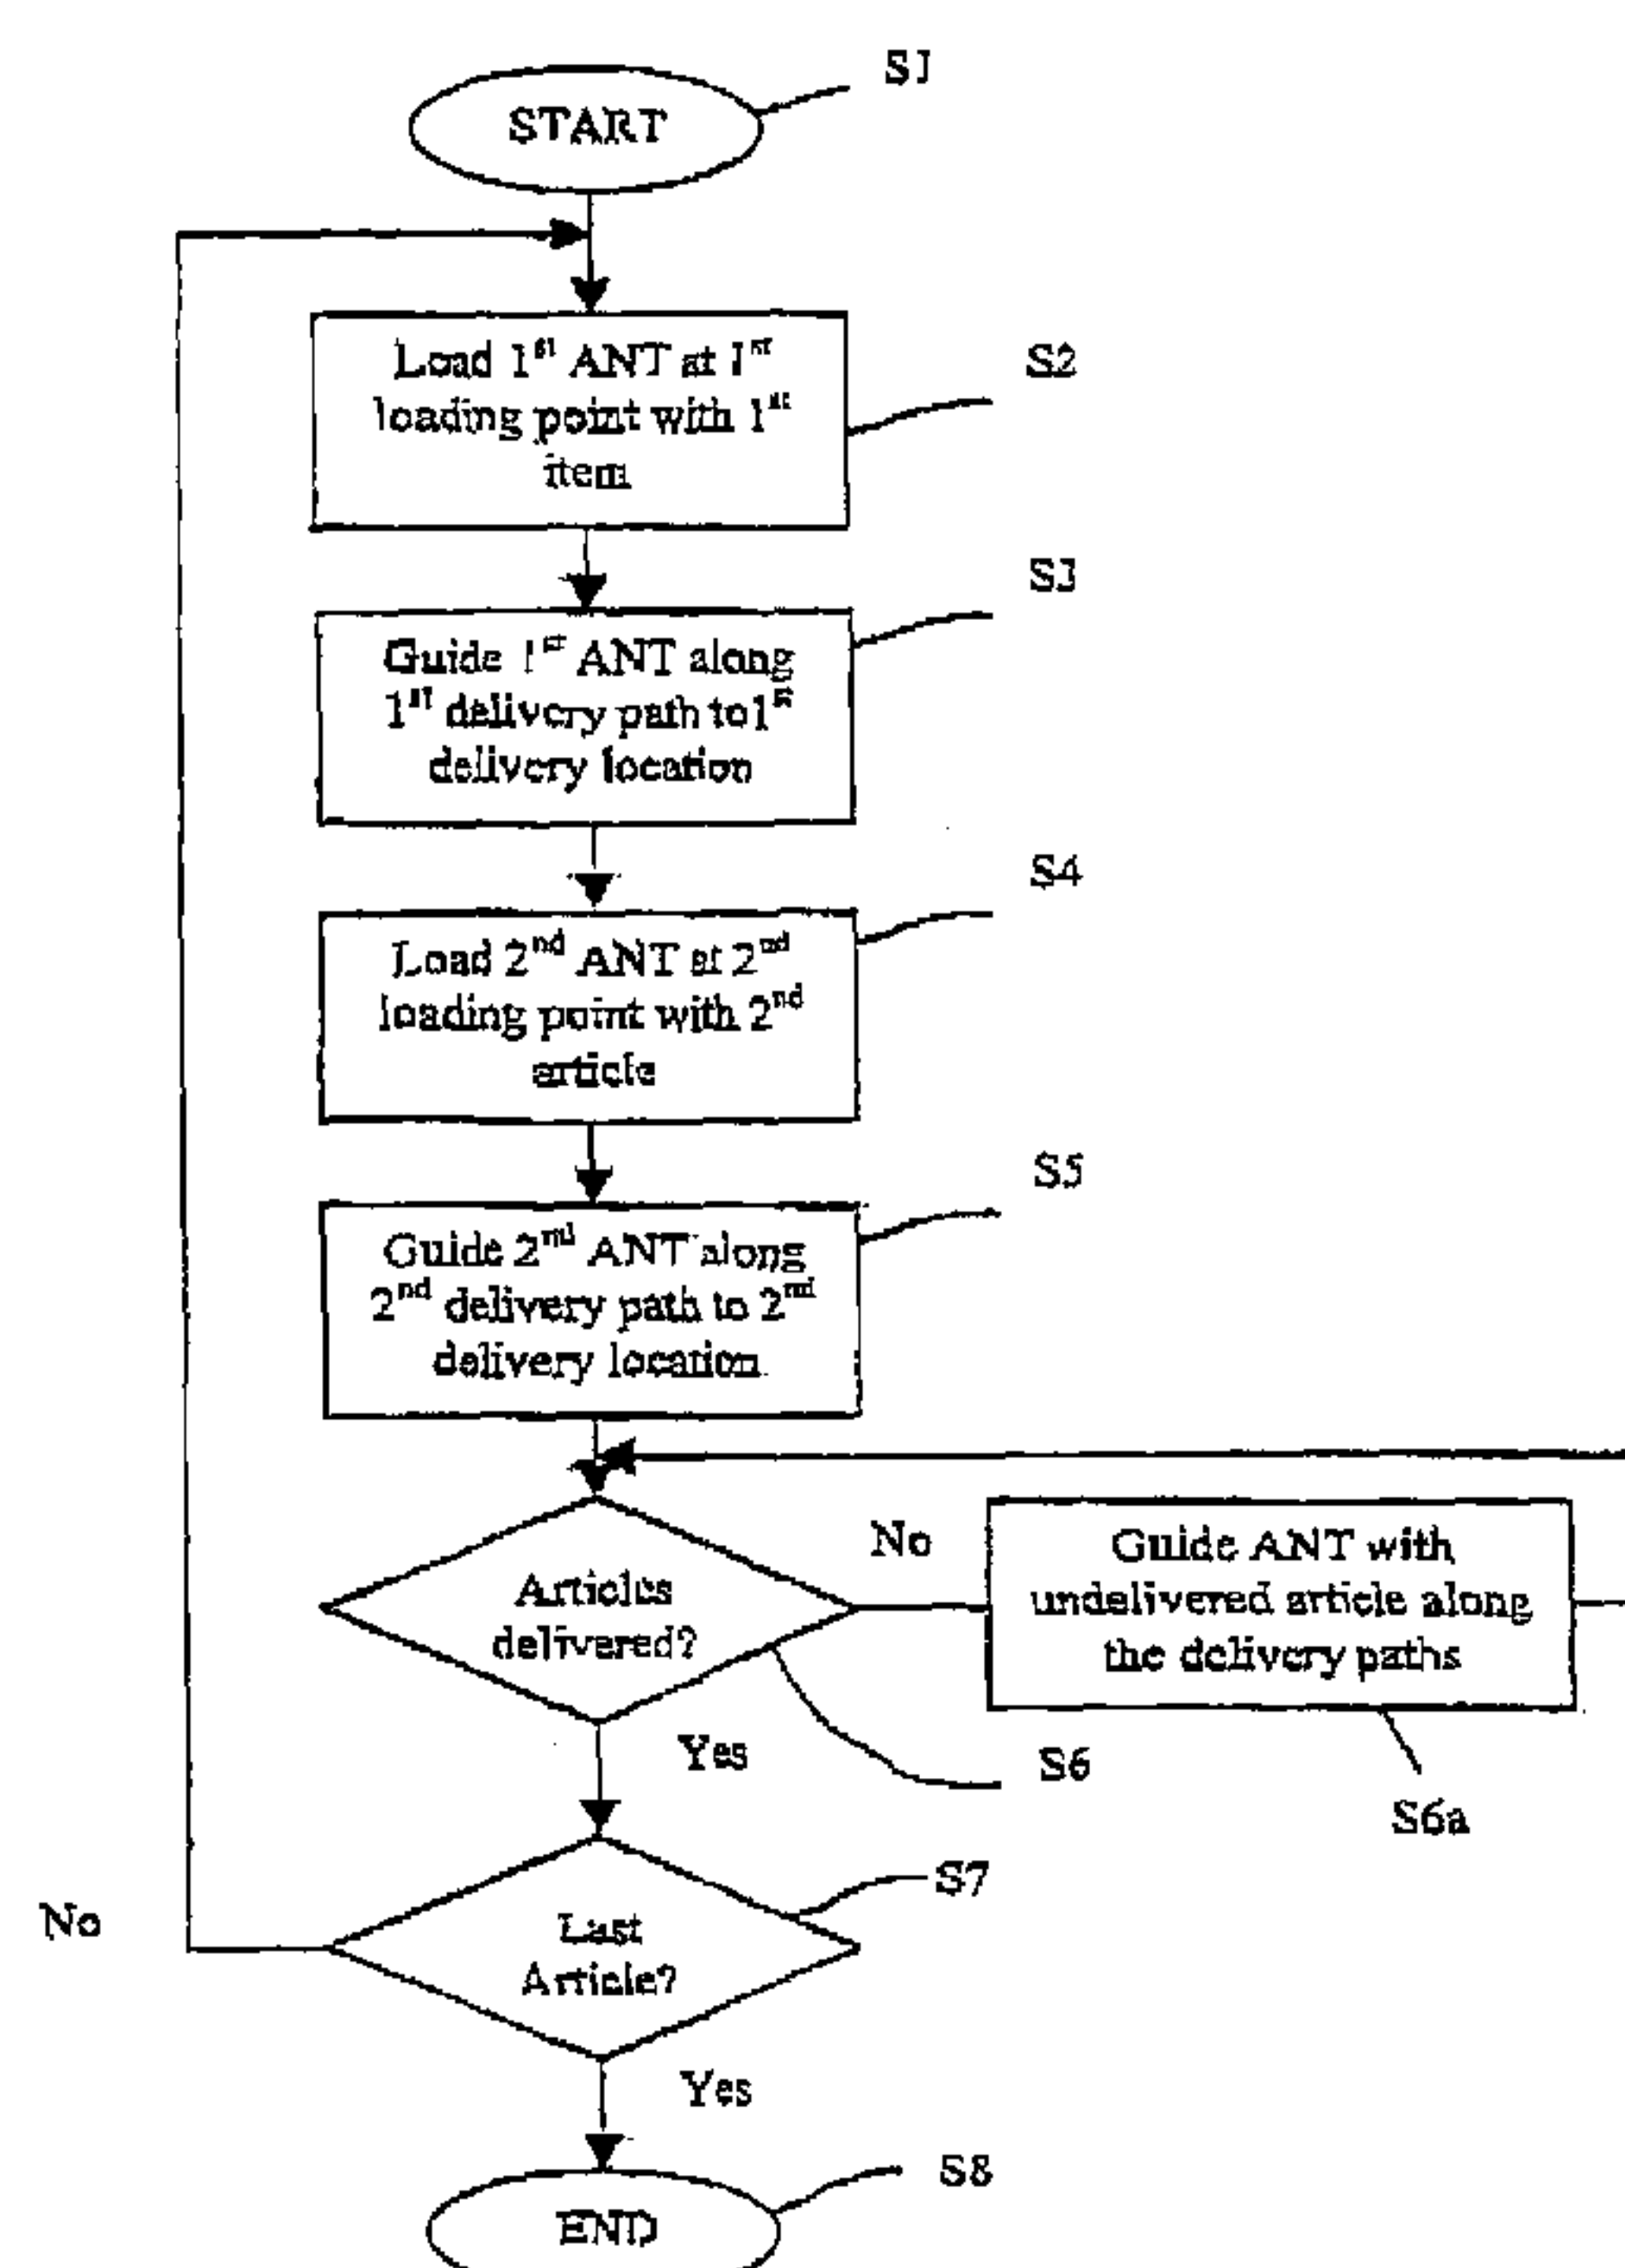 START
S1
Load 1st ANT at 1st
loading point with 1st
item
S2
Guide 1st ANT along
1st delivery path to1st
delivery location
S3
Load 2nd ANT at 2nd
loading point with 2nd
article
S4
Guide 2nd ANT along
2nd delivery path to 2nd
delivery location
S5
Articles
delivered?
No
Guide ANT with
undelivered article along
the delivery paths
Yes
S6
S6a
Last
Article?
S7
No
Yes
END
S8